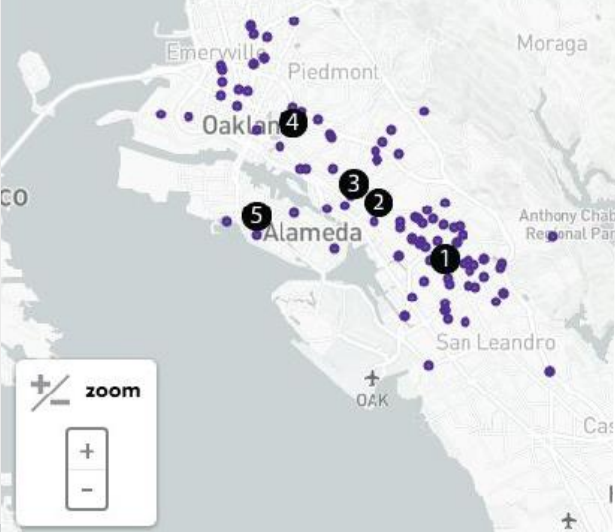 Moraga
Emeryville
Piedmont
Oaklan
4
3
2
CO
5
Alameda
Anthony Chab
Regional Par
1
San Leandro
zoom
OAK
Cas
+
-